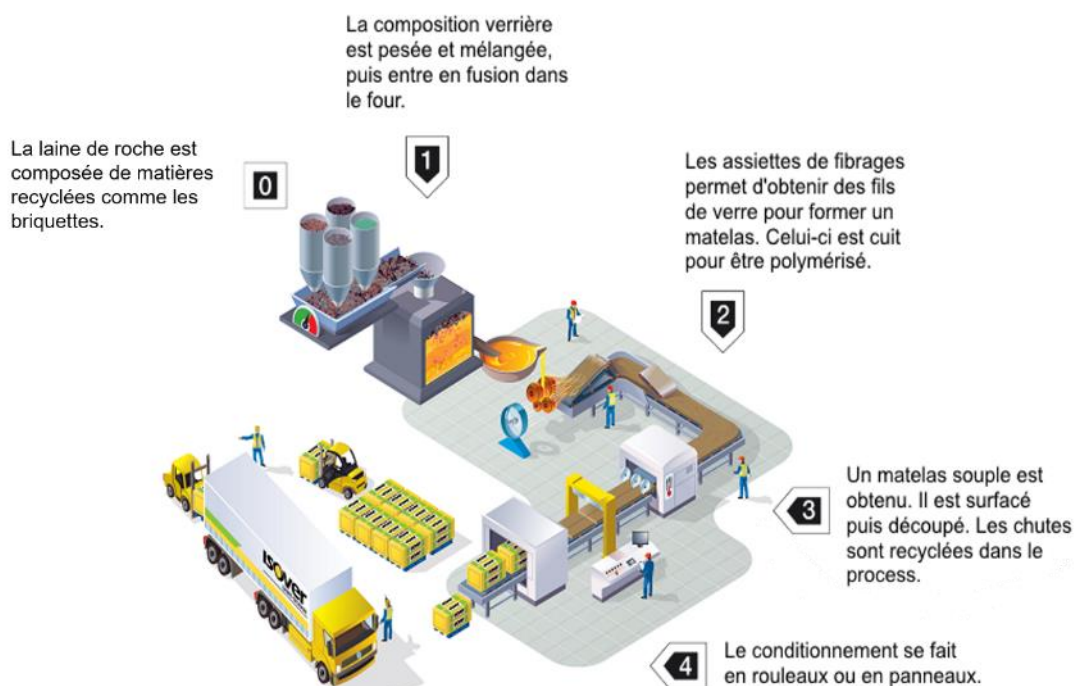 La composition verrière
est pesée et mélangée,
puis entre en fusion dans
le four.
1
La laine de roche est
composée de matières
recyclées comme les
briquettes.
0
Les assiettes de fibrages
permet d'obtenir des fils
de verre pour former un
matelas. Celui-ci est cuit
pour être polymérisé.
2
Un matelas souple est
obtenu. Il est surfacé
puis découpé. Les chutes
sont recyclées dans le
process.
3
isover
4
Le conditionnement se fait
en rouleaux ou en panneaux.